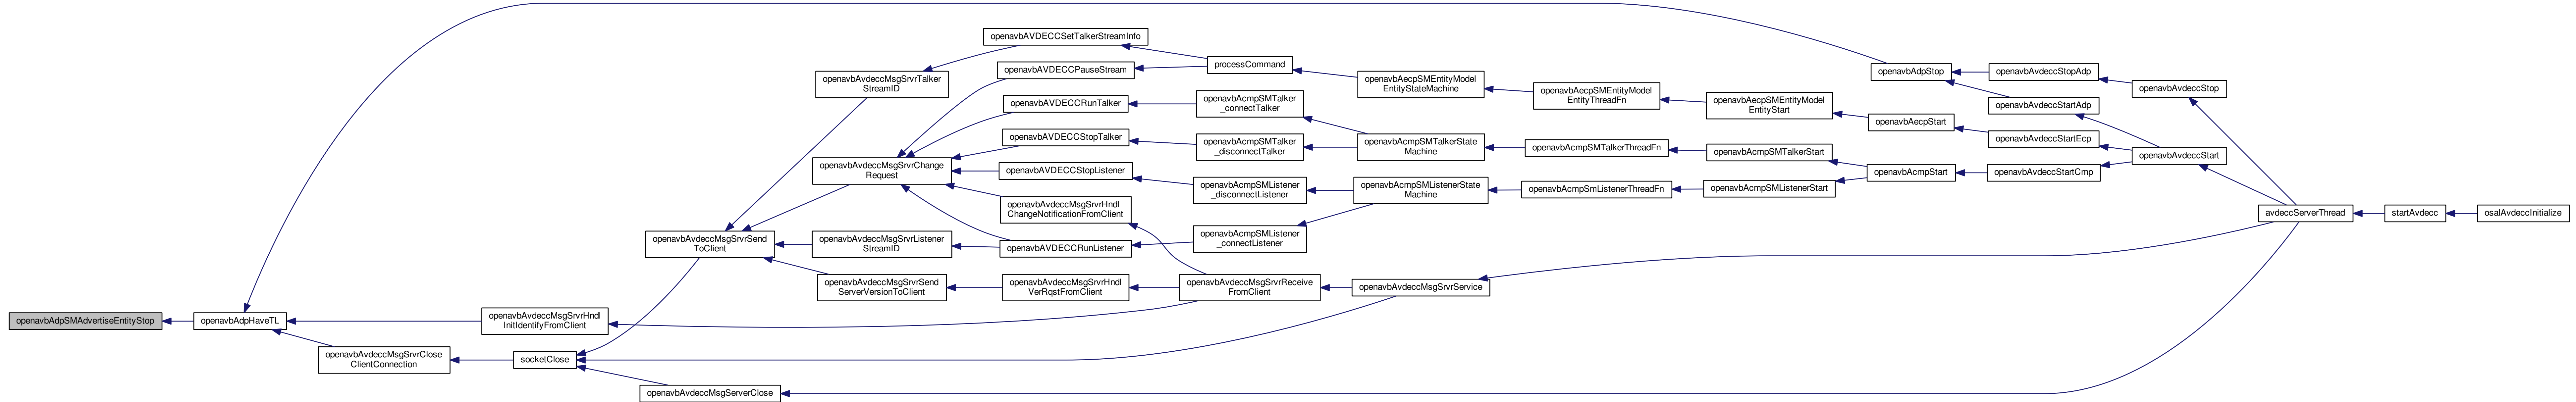 openavbAdpSMAdvertiseEntityStop
openavbAdpHaveTL
openavbAvdeccMsgSrvrHndl
InitIdentifyFromClient
openavbAvdeccMsgSrvrClose
ClientConnection
socketClose
openavbAvdeccMsgSrvrSend
ToClient
openavbAvdeccMsgServerClose
openavbAvdeccMsgSrvrTalker
StreamID
openavbAvdeccMsgSrvrChange
Request
openavbAvdeccMsgSrvrListener
StreamID
openavbAvdeccMsgSrvrSend
ServerVersionToClient
openavbAVDECCSetTalkerStreamInfo
openavbAVDECCPauseStream
openavbAVDECCRunTalker
openavbAVDECCStopTalker
openavbAVDECCStopListener
openavbAvdeccMsgSrvrHndl
ChangeNotificationFromClient
openavbAVDECCRunListener
openavbAvdeccMsgSrvrHndl
VerRqstFromClient
processCommand
openavbAcmpSMTalker
_connectTalker
openavbAcmpSMTalker
_disconnectTalker
openavbAcmpSMListener
_disconnectListener
openavbAcmpSMListener
_connectListener
openavbAvdeccMsgSrvrReceive
FromClient
openavbAecpSMEntityModel
EntityStateMachine
openavbAcmpSMTalkerState
Machine
openavbAcmpSMListenerState
Machine
openavbAvdeccMsgSrvrService
openavbAecpSMEntityModel
EntityThreadFn
openavbAcmpSMTalkerThreadFn
openavbAcmpSmListenerThreadFn
openavbAecpSMEntityModel
EntityStart
openavbAcmpSMTalkerStart
openavbAcmpSMListenerStart
openavbAdpStop
openavbAecpStart
openavbAcmpStart
openavbAvdeccStopAdp
openavbAvdeccStartAdp
openavbAvdeccStartEcp
openavbAvdeccStartCmp
openavbAvdeccStop
openavbAvdeccStart
avdeccServerThread
startAvdecc
osalAvdeccInitialize